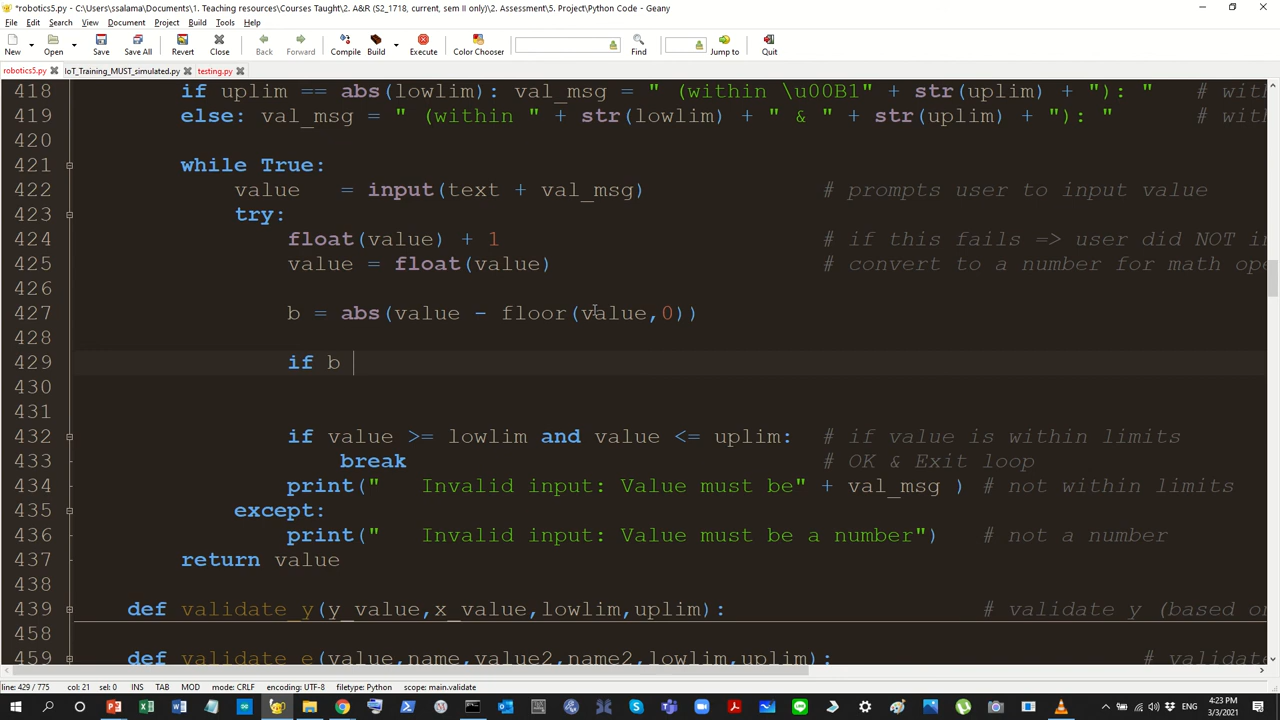 *robotics5.py - C:\Users\ssalama\Documents\1. Teaching resources\Courses Taught\2. A&R (S2_1718, current, sem II only)\2. Assessment\5. Project\Python Code - Geany
File Edit Search View Document Project Build Tools Help
New Open Save Save All Revert Close Back Forward Compile Build Execute Color Chooser Find Jump to Quit
robotics5.py IoT_Training_MUST_simulated.py testing.py
418 if uplim == abs(lowlim): val_msg = " (within \u00B1" + str(uplim) + "): " # wit
419 else: val_msg = " (within " + str(lowlim) + " & " + str(uplim) + "): " # wit
420
421 while True:
422 value = input(text + val_msg) # prompts user to input value
423 try:
424 float(value) + 1 # if this fails => user did NOT in
425 value = float(value) # convert to a number for math ope
426
427 b = abs(value - floor(value,0))
428
429 if b
430
431
432 if value >= lowlim and value <= uplim: # if value is within limits
433 break # OK & Exit loop
434 print(" Invalid input: Value must be" + val_msg ) # not within limits
435 except:
436 print(" Invalid input: Value must be a number") # not a number
437 return value
438
439 def validate_y(y_value,x_value,lowlim,uplim): # validate y (based on
458
459 def validate_e(value,name,value2,name2,lowlim,uplim): # validat
line: 429 / 775 col: 21 sel: 0 INS TAB MOD mode: CRLF encoding: UTF-8 filetype: Python scope: main.validate
4:23 PM
3/3/2021